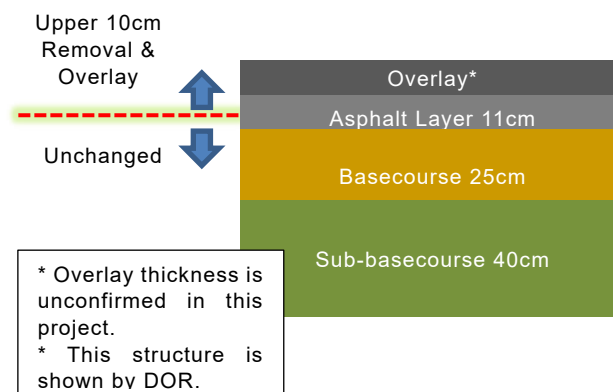 Upper 10cm
Removal &
Overlay
Overlay*
Asphalt Layer 11cm
Unchanged
Basecourse 25cm
Sub-basecourse 40cm
* Overlay thickness is
unconfirmed in this
project.
* This structure is
shown by DOR.